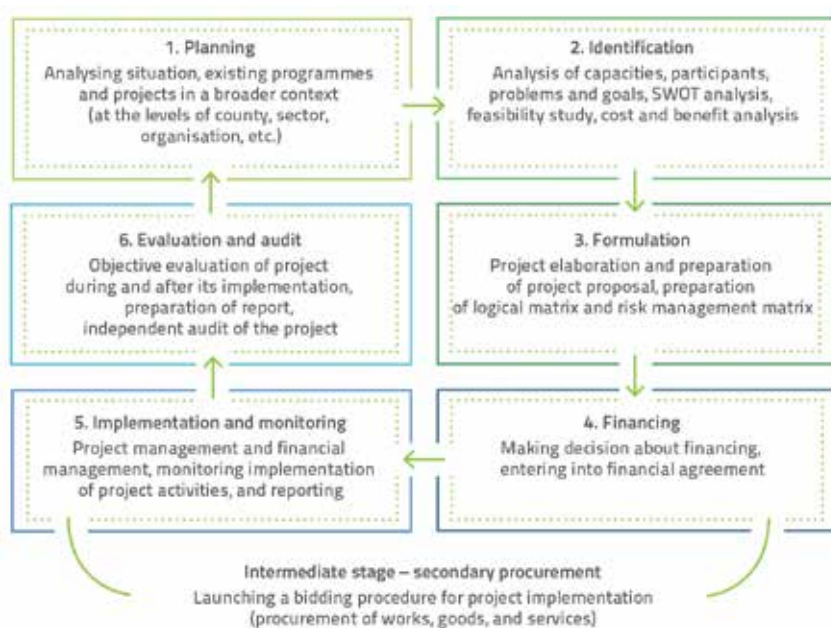 1. Planning
Analysing situation, existing programmes
and projects in a broader context
(at the levels of county, sector,
organisation, etc.)
2. Identification
Analysis of capacities, participants,
problems and goals, SWOT analysis,
feasibility study, cost and benefit analysis
3. Formulation
Project elaboration and preparation
of project proposal, preparation
of logical matrix and risk management matrix
4. Financing
Making decision about financing,
entering into financial agreement
5. Implementation and monitoring
Project management and financial
management, monitoring implementation
of project activities, and reporting
6. Evaluation and audit
Objective evaluation of project
during and after its implementation,
preparation of report,
independent audit of the project
Intermediate stage – secondary procurement
Launching a bidding procedure for project implementation
(procurement of works, goods, and services)